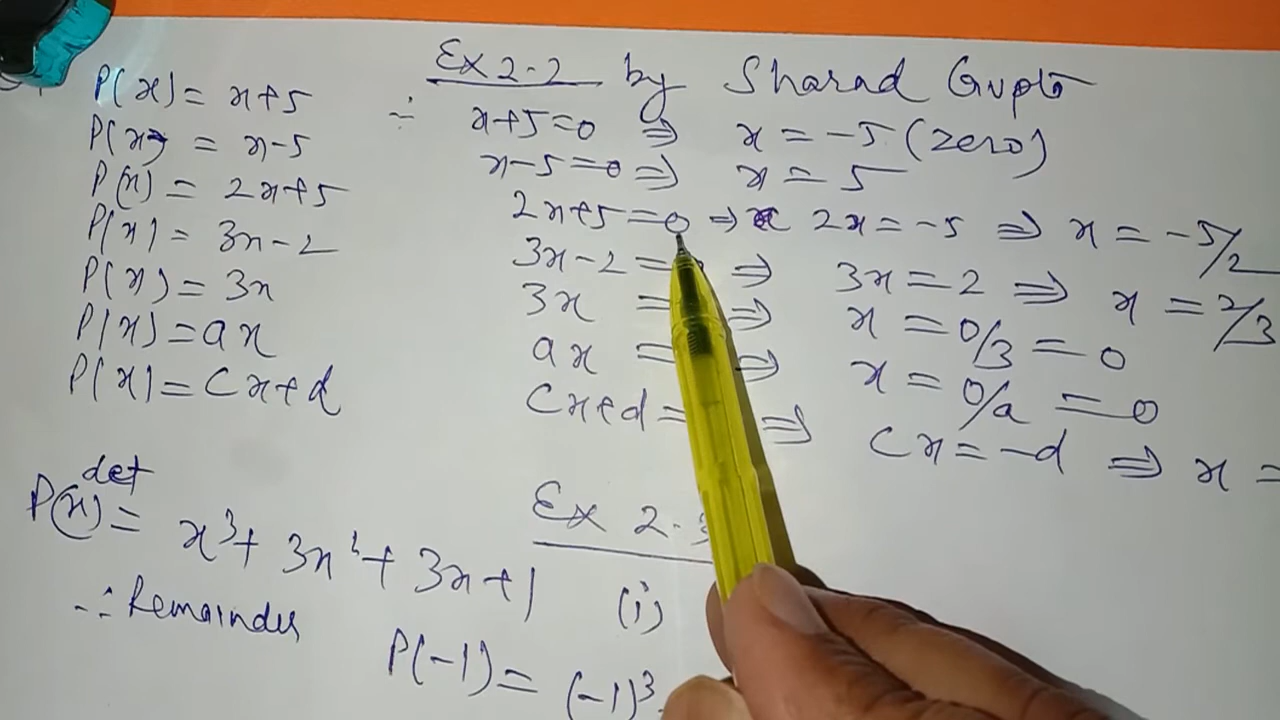 Ex 2.2 by Sharad Gupta
P(x) = x+5 ∴ x+5=0 ⇒ x = -5 (zero)
P(x) = x-5 x-5=0 ⇒ x = 5
P(x) = 2x+5 2x+5=0 ⇒ 2x = -5 ⇒ x = -5/2
P(x) = 3x-2 3x-2= ⇒ 3x = 2 ⇒ x = 2/3
P(x) = 3x 3x = ⇒ x = 0/3 = 0
P(x) = ax ax = ⇒ x = 0/a = 0
P(x) = cx+d cx+d = ⇒ cx = -d ⇒ x =
Ex 2.3
det
P(x) = x³+ 3x²+ 3x+1 (i)
∴ Remainder
P(-1) = (-1)³